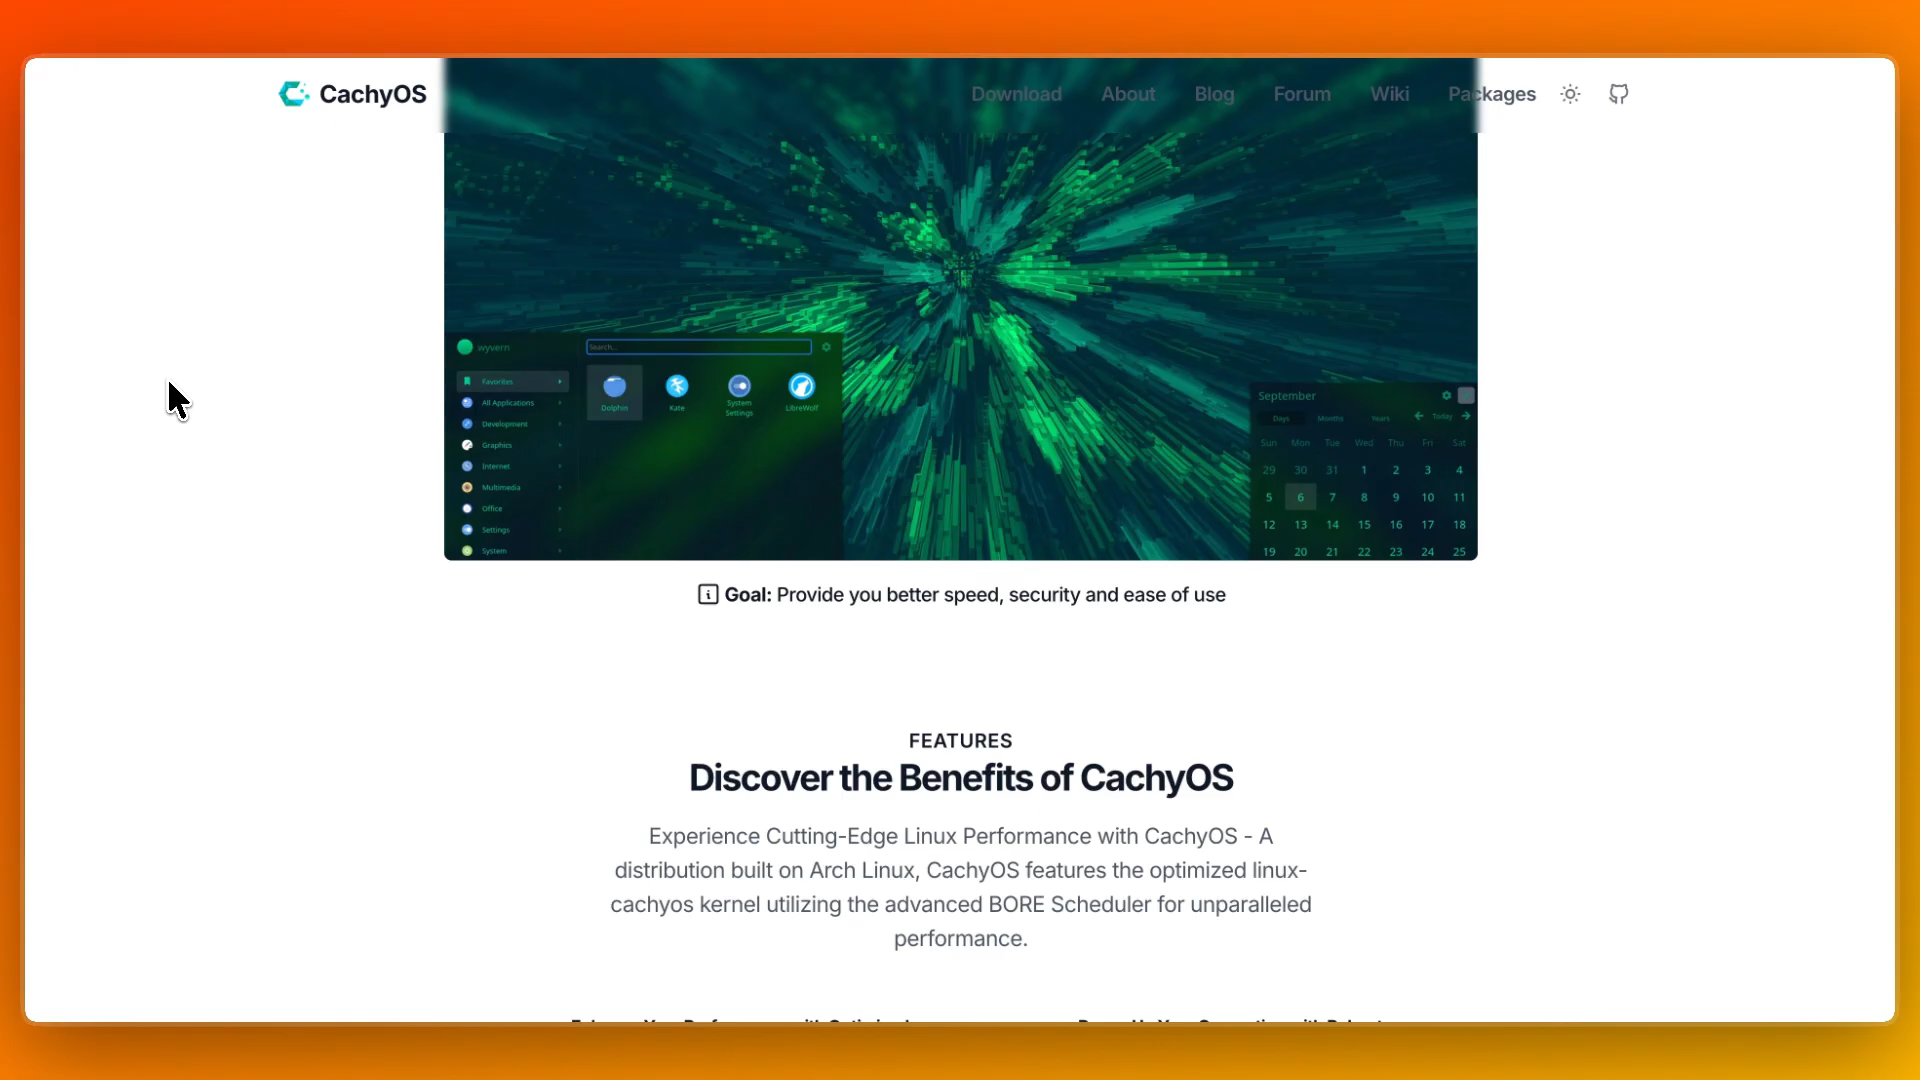 CachyOS
Download About Blog Forum Wiki Packages
wyvern
Search...
Favorites
All Applications
Development
Graphics
Internet
Multimedia
Office
Settings
System
Dolphin
Kate
System Settings
LibreWolf
September
Days Months Years Today
Sun Mon Tue Wed Thu Fri Sat
29 30 31 1 2 3 4
5 6 7 8 9 10 11
12 13 14 15 16 17 18
19 20 21 22 23 24 25
Goal: Provide you better speed, security and ease of use
FEATURES
Discover the Benefits of CachyOS
Experience Cutting-Edge Linux Performance with CachyOS - A
distribution built on Arch Linux, CachyOS features the optimized linux-
cachyos kernel utilizing the advanced BORE Scheduler for unparalleled
performance.